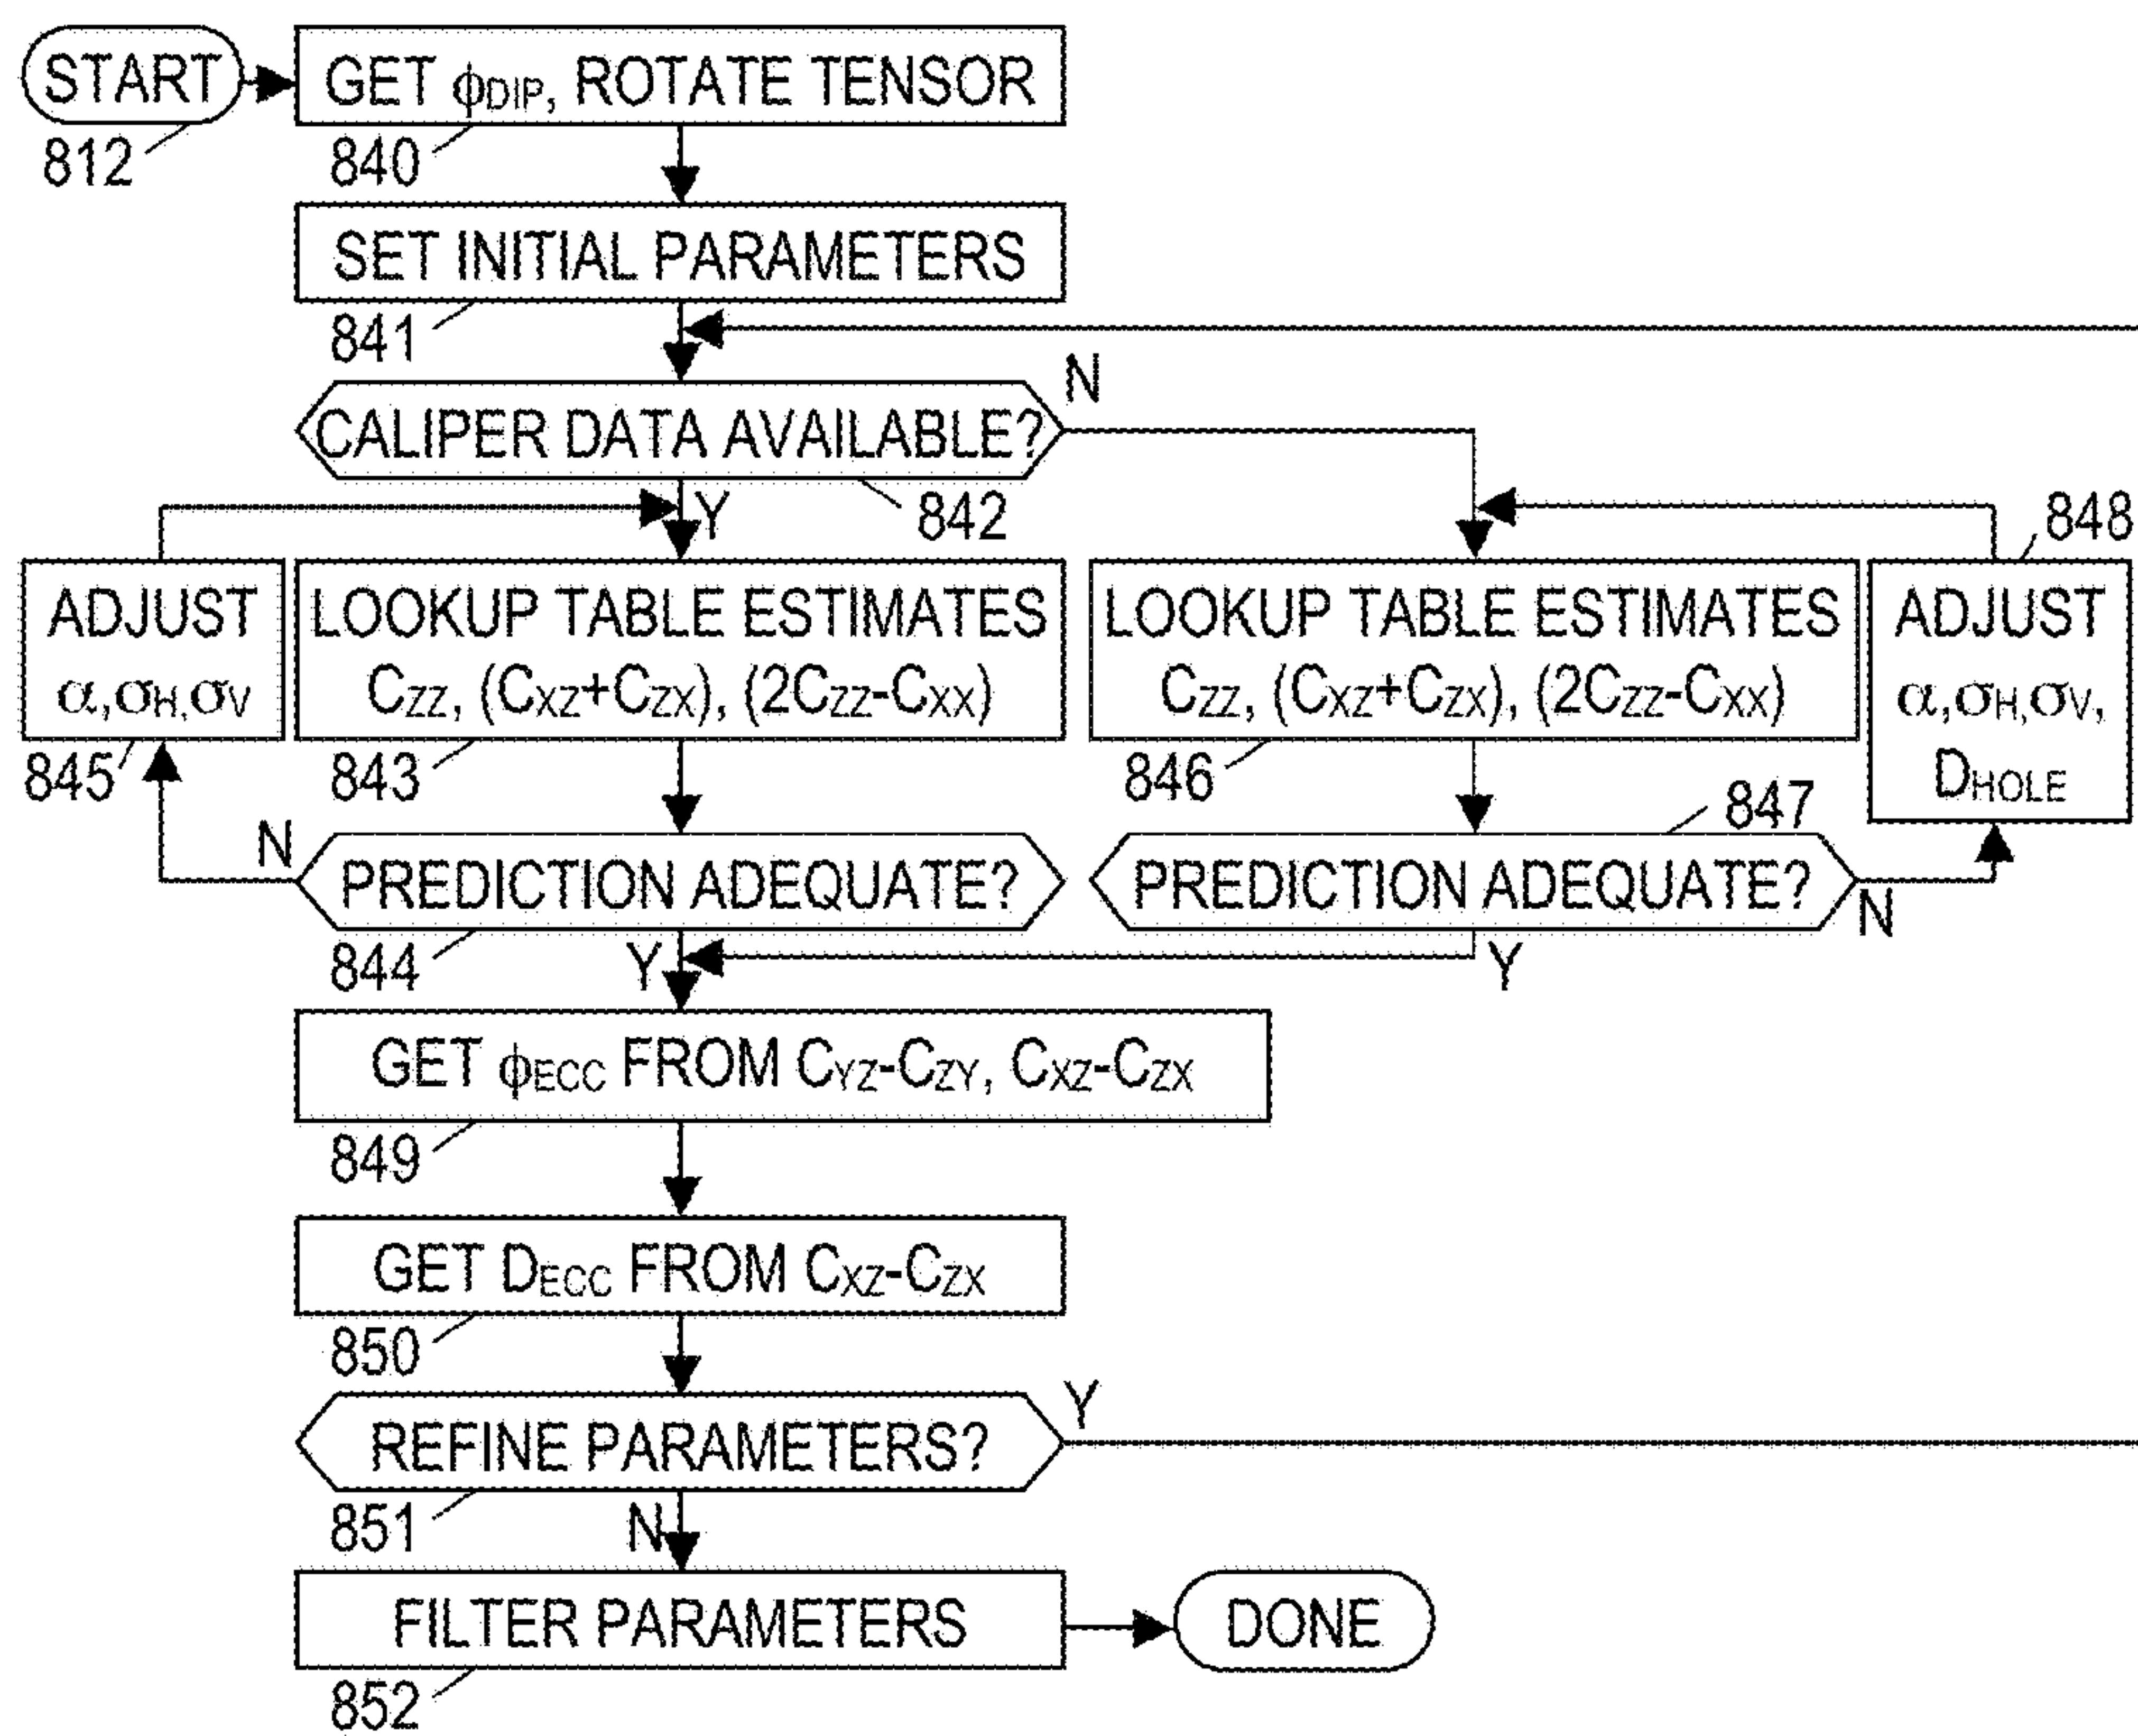 START
GET ϕDIP, ROTATE TENSOR
812
840
SET INITIAL PARAMETERS
841
CALIPER DATA AVAILABLE?
N
Y
842
848
ADJUST
α,σH,σV
845
LOOKUP TABLE ESTIMATES
CZZ, (CXZ+CZX), (2CZZ-CXX)
843
LOOKUP TABLE ESTIMATES
CZZ, (CXZ+CZX), (2CZZ-CXX)
846
ADJUST
α,σH,σV,
DHOLE
847
N
PREDICTION ADEQUATE?
PREDICTION ADEQUATE?
N
844
Y
Y
GET ϕECC FROM CYZ-CZY, CXZ-CZX
849
GET DECC FROM CXZ-CZX
850
Y
REFINE PARAMETERS?
851
N
FILTER PARAMETERS
DONE
852